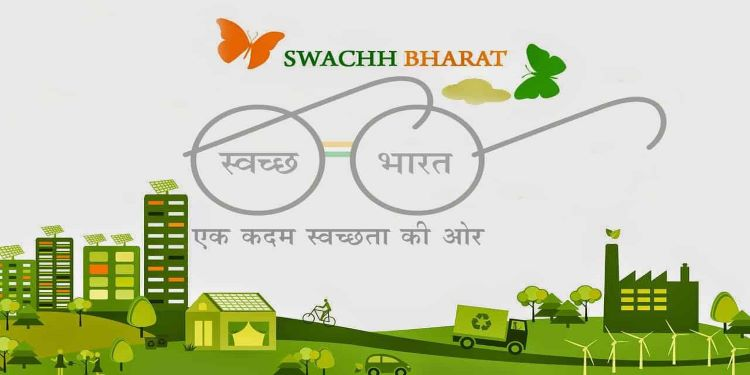 SWACHH BHARAT
स्वच्छ भारत
एक कदम स्वच्छता की ओर